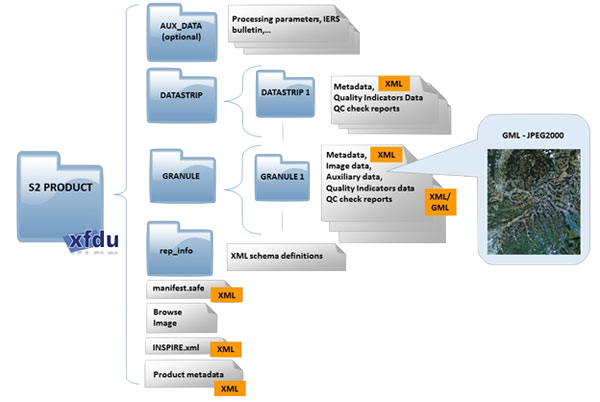 AUX_DATA
(optional)
Processing parameters, IERS
bulletin,...
DATASTRIP
DATASTRIP 1
Metadata,
XML
Quality Indicators Data
QC check reports
S2 PRODUCT
xfdu
GRANULE
GRANULE 1
Metadata,
XML
Image data,
Auxiliary data,
Quality Indicators data
QC check reports
XML/
GML
GML - JPEG2000
rep_info
XML schema definitions
manifest.safe
XML
Browse
Image
INSPIRE.xml
XML
Product metadata
XML